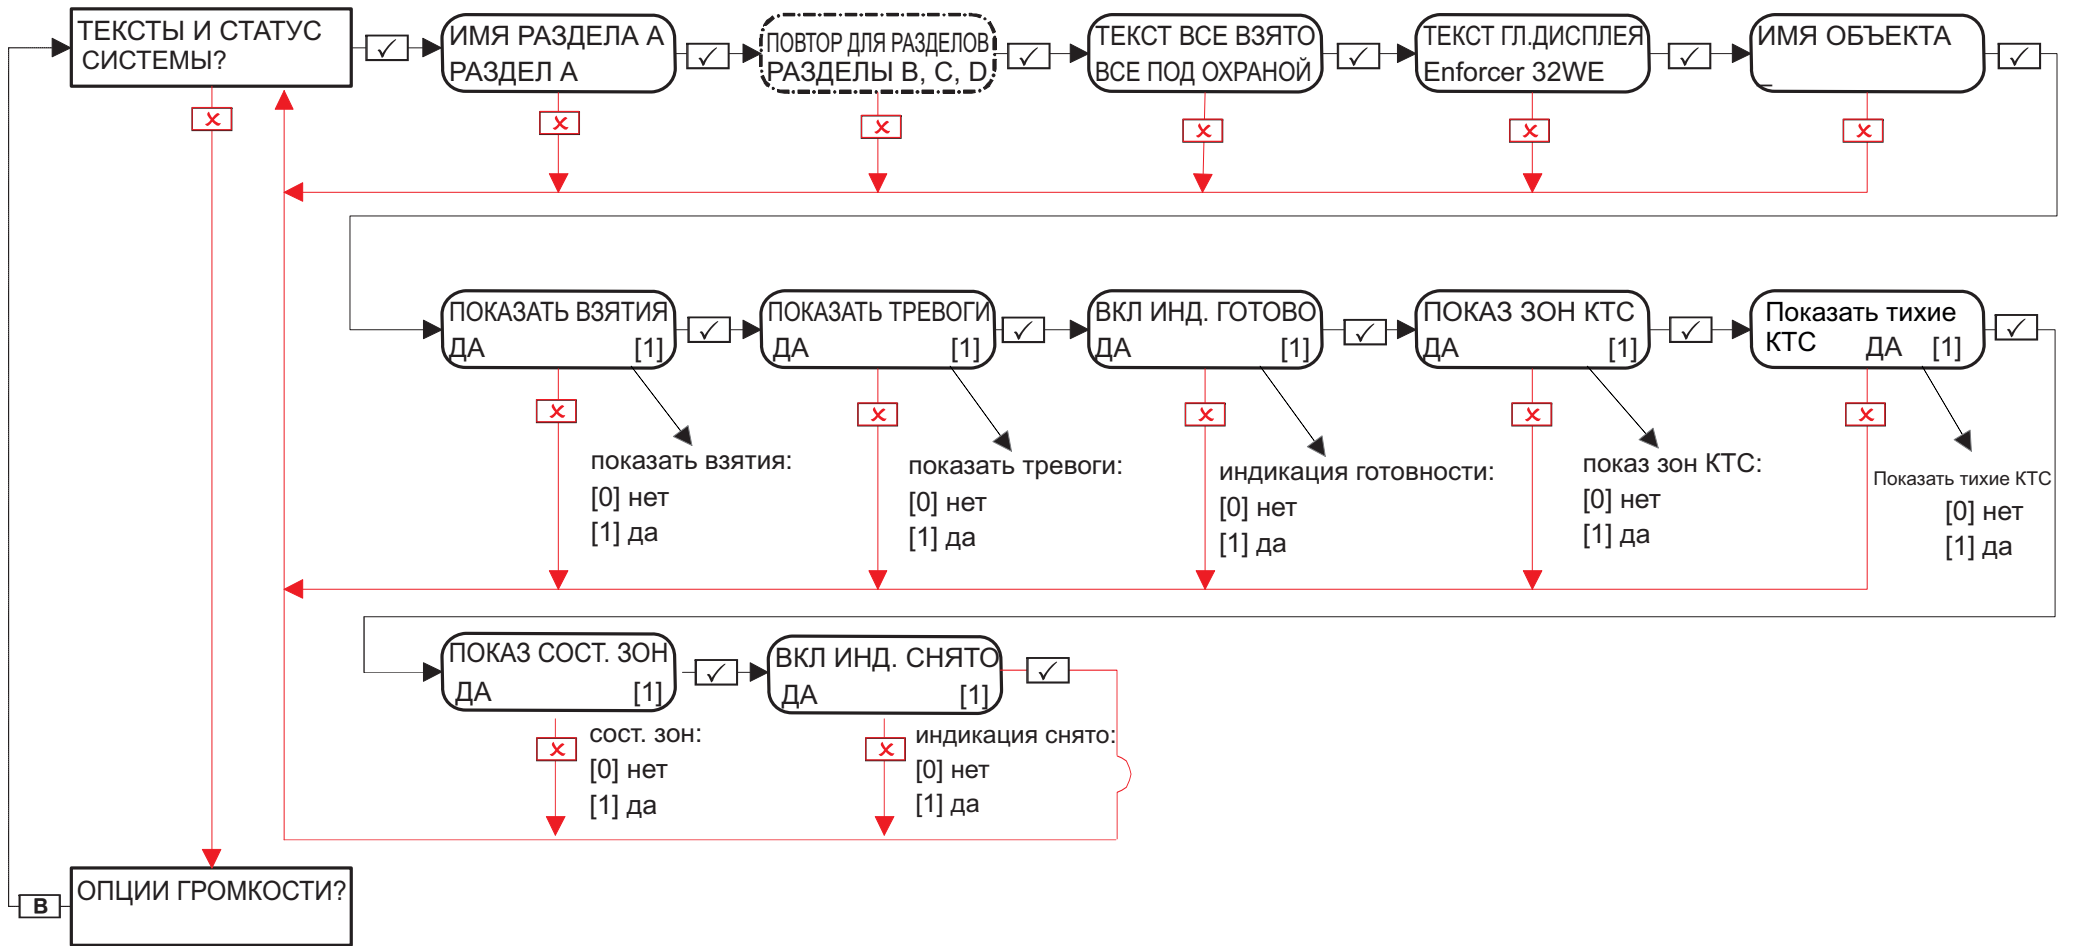 ТЕКСТЫ И СТАТУС
СИСТЕМЫ?
ИМЯ РАЗДЕЛА A
РАЗДЕЛ A
ПОВТОР ДЛЯ РАЗДЕЛОВ
РАЗДЕЛЫ B, C, D
ТЕКСТ ВСЕ ВЗЯТО
ВСЕ ПОД ОХРАНОЙ
ТЕКСТ ГЛ.ДИСПЛЕЯ
Enforcer 32WE
ИМЯ ОБЪЕКТА
_
ПОКАЗАТЬ ВЗЯТИЯ
ДА [1]
ПОКАЗАТЬ ТРЕВОГИ
ДА [1]
ВКЛ ИНД. ГОТОВО
ДА [1]
ПОКАЗ ЗОН КТС
ДА [1]
Показать тихие
КТС ДА [1]
показать взятия:
[0] нет
[1] да
показать тревоги:
[0] нет
[1] да
индикация готовности:
[0] нет
[1] да
показ зон КТС:
[0] нет
[1] да
Показать тихие КТС
[0] нет
[1] да
ПОКАЗ СОСТ. ЗОН
ДА [1]
ВКЛ ИНД. СНЯТО
ДА [1]
сост. зон:
[0] нет
[1] да
индикация снято:
[0] нет
[1] да
ОПЦИИ ГРОМКОСТИ?
B